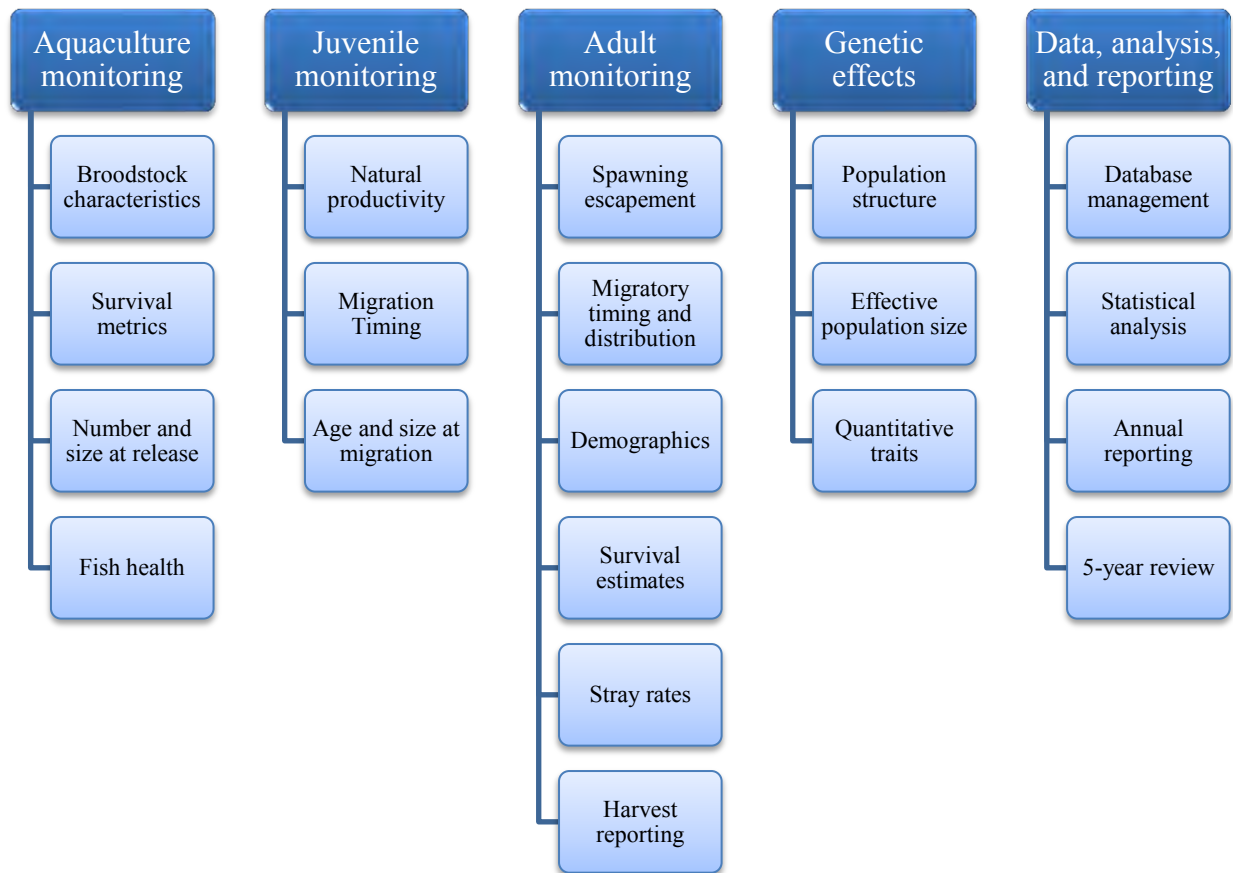 Aquaculture
monitoring
Broodstock
characteristics
Survival
metrics
Number and
size at release
Fish health
Juvenile
monitoring
Natural
productivity
Migration
Timing
Age and size at
migration
Adult
monitoring
Spawning
escapement
Migratory
timing and
distribution
Demographics
Survival
estimates
Stray rates
Harvest
reporting
Genetic
effects
Population
structure
Effective
population size
Quantitative
traits
Data, analysis,
and reporting
Database
management
Statistical
analysis
Annual
reporting
5-year review